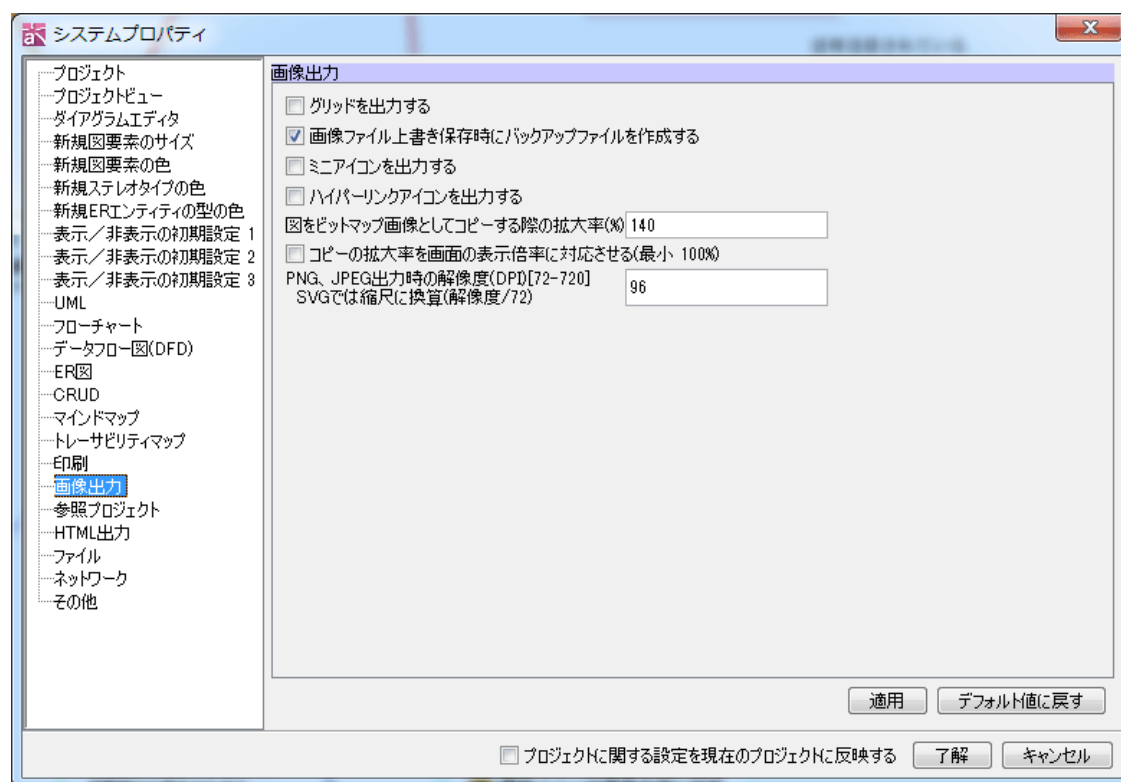 システムプロパティ
プロジェクト
プロジェクトビュー
ダイアグラムエディタ
新規図要素のサイズ
新規図要素の色
新規ステレオタイプの色
新規ERエンティティの型の色
表示／非表示の初期設定 1
表示／非表示の初期設定 2
表示／非表示の初期設定 3
UML
フローチャート
データフロー図(DFD)
ER図
CRUD
マインドマップ
トレーサビリティマップ
印刷
画像出力
参照プロジェクト
HTML出力
ファイル
ネットワーク
その他
画像出力
グリッドを出力する
画像ファイル上書き保存時にバックアップファイルを作成する
ミニアイコンを出力する
ハイパーリンクアイコンを出力する
図をビットマップ画像としてコピーする際の拡大率(%) 140
コピーの拡大率を画面の表示倍率に対応させる(最小 100%)
PNG、JPEG出力時の解像度(DPI)[72-720]
SVGでは縮尺に換算(解像度/72)
96
適用 デフォルト値に戻す
プロジェクトに関する設定を現在のプロジェクトに反映する 了解 キャンセル